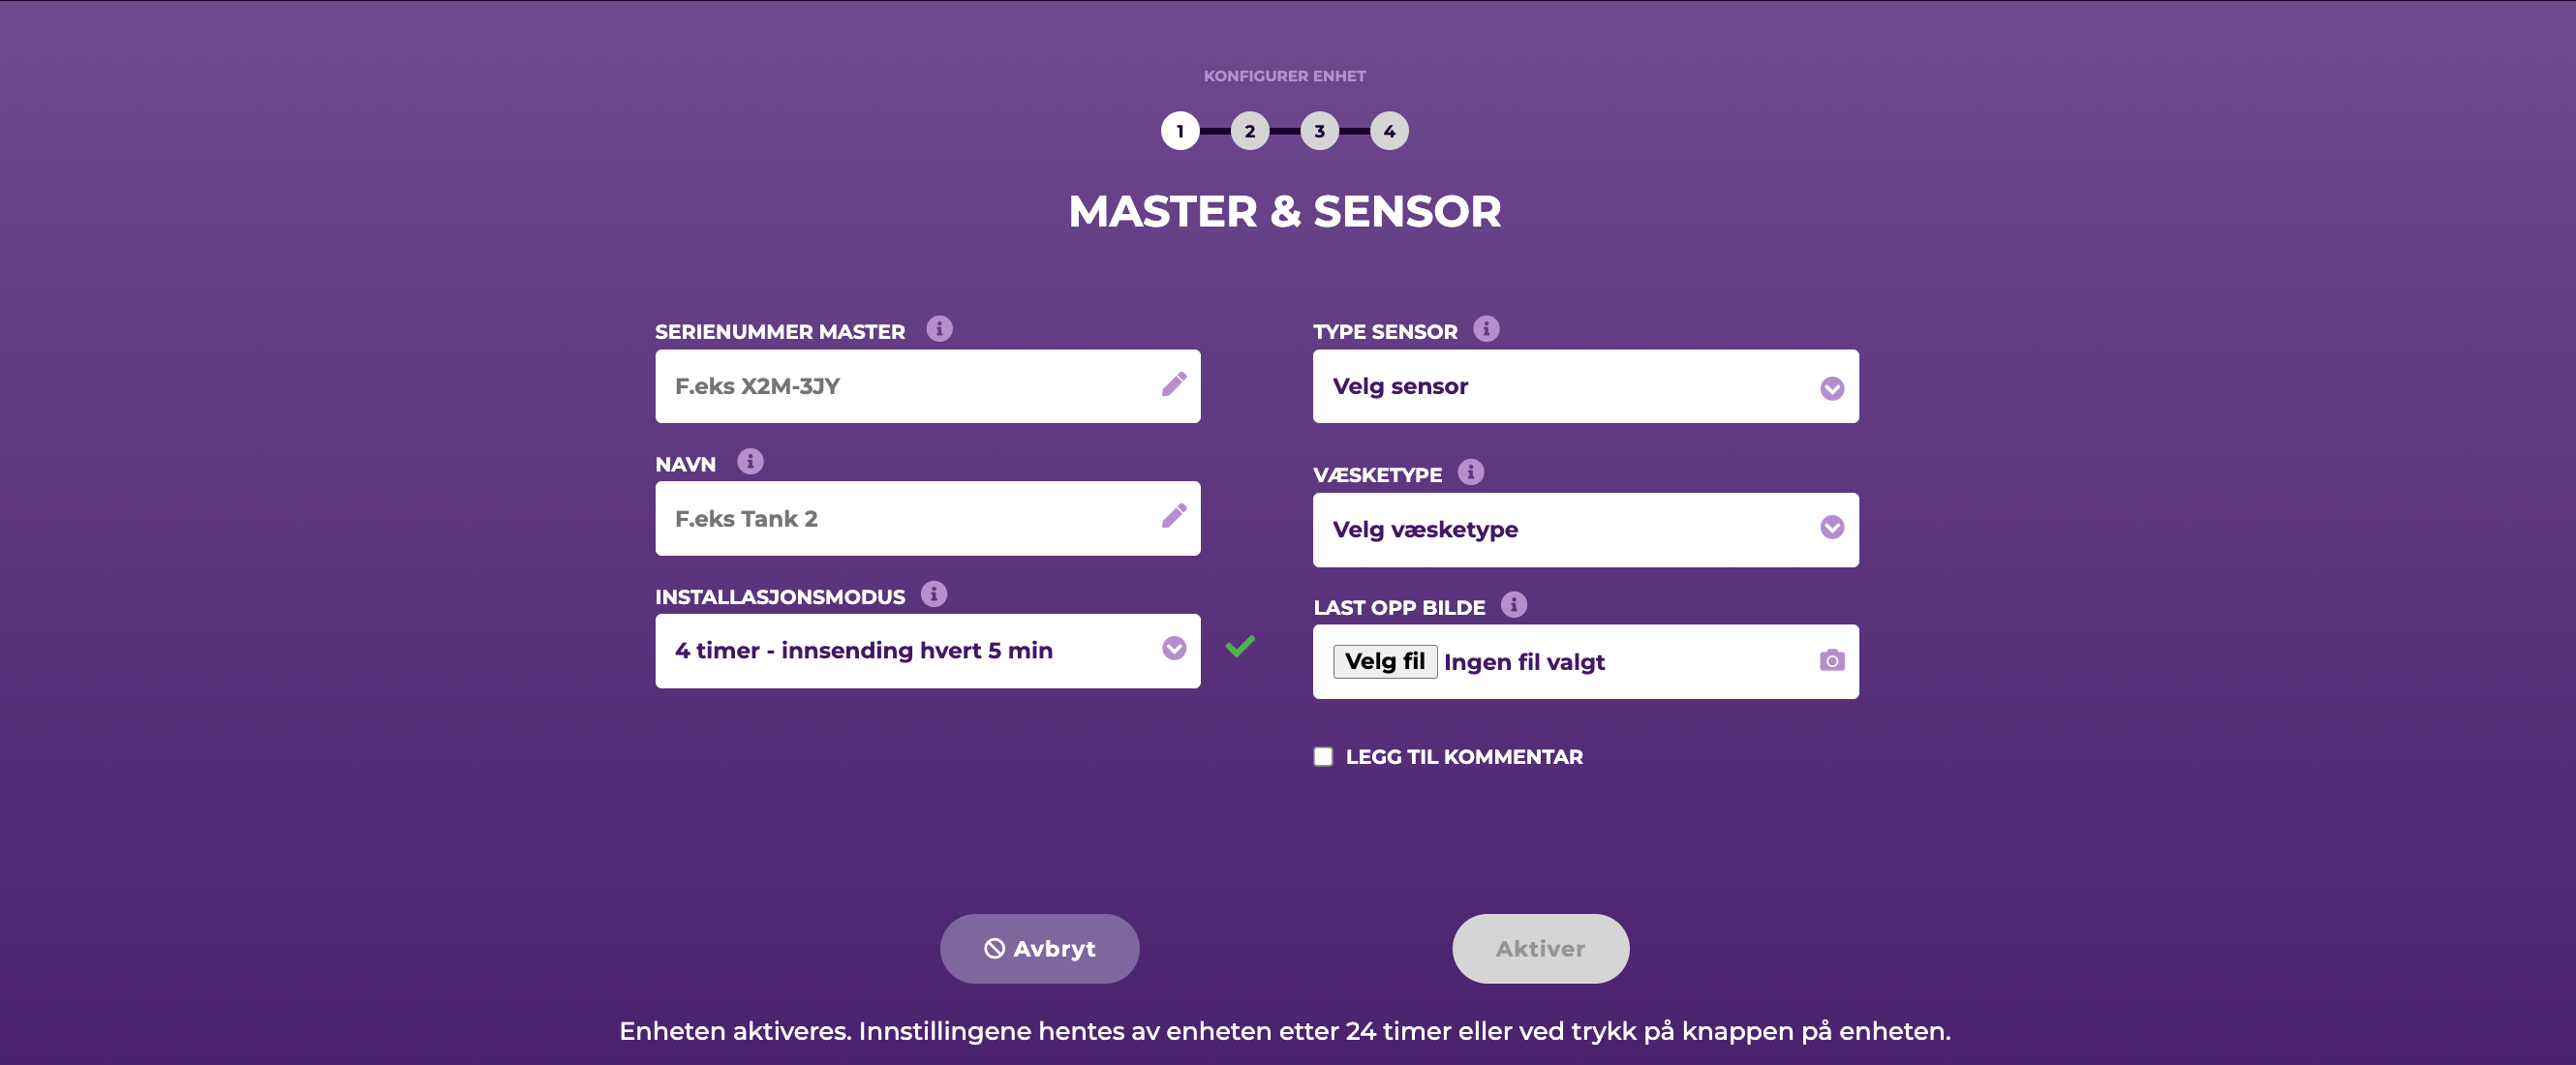 KONFIGURER ENHET
1 2 3 4
MASTER & SENSOR
SERIENUMMER MASTER
F.eks X2M-3JY
NAVN
F.eks Tank 2
INSTALLASJONSMODUS
4 timer - innsending hvert 5 min
TYPE SENSOR
Velg sensor
VÆSKETYPE
Velg væsketype
LAST OPP BILDE
Velg fil Ingen fil valgt
LEGG TIL KOMMENTAR
Avbryt
Aktiver
Enheten aktiveres. Innstillingene hentes av enheten etter 24 timer eller ved trykk på knappen på enheten.